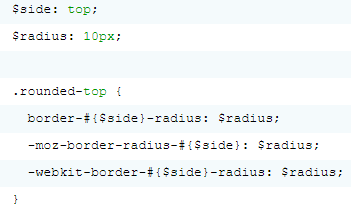 $side: top;
$radius: 10px;
.rounded-top {
border-#{$side}-radius: $radius;
-moz-border-radius-#{$side}: $radius;
-webkit-border-#{$side}-radius: $radius;
}